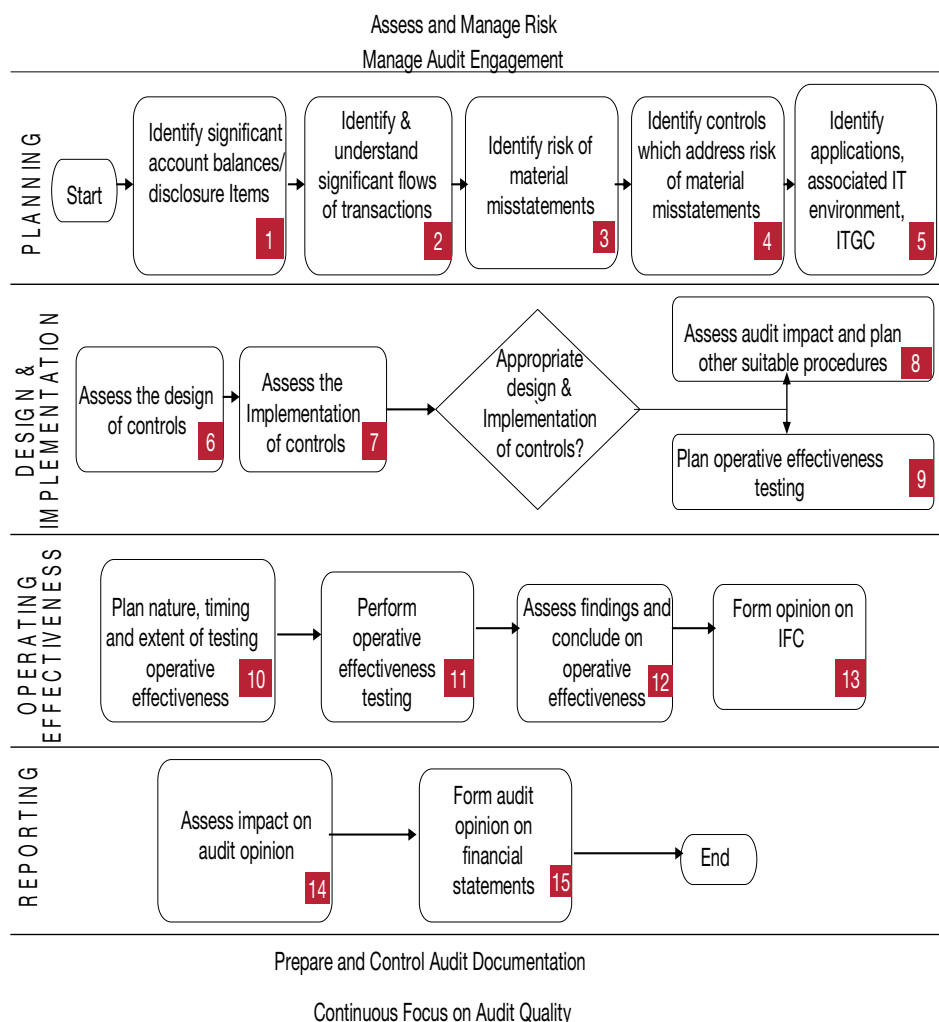 Assess and Manage Risk
Manage Audit Engagement
PLANNING
Start
Identify significant
account balances/
disclosure Items
1
Identify &
understand
significant flows
of transactions
2
Identify risk of
material
misstatements
3
Identify controls
which address risk
of material
misstatements
4
Identify
applications,
associated IT
environment,
ITGC
5
DESIGN &
IMPLEMENTATION
Assess the design
of controls
6
Assess the
Implementation
of controls
7
Appropriate
design &
Implementation
of controls?
Assess audit impact and plan
other suitable procedures
8
Plan operative effectiveness
testing
9
OPERATING
EFFECTIVENESS
Plan nature, timing
and extent of testing
operative
effectiveness
10
Perform
operative
effectiveness
testing
11
Assess findings and
conclude on
operative
effectiveness
12
Form opinion on
IFC
13
REPORTING
Assess impact on
audit opinion
14
Form audit
opinion on
financial
statements
15
End
Prepare and Control Audit Documentation
Continuous Focus on Audit Quality